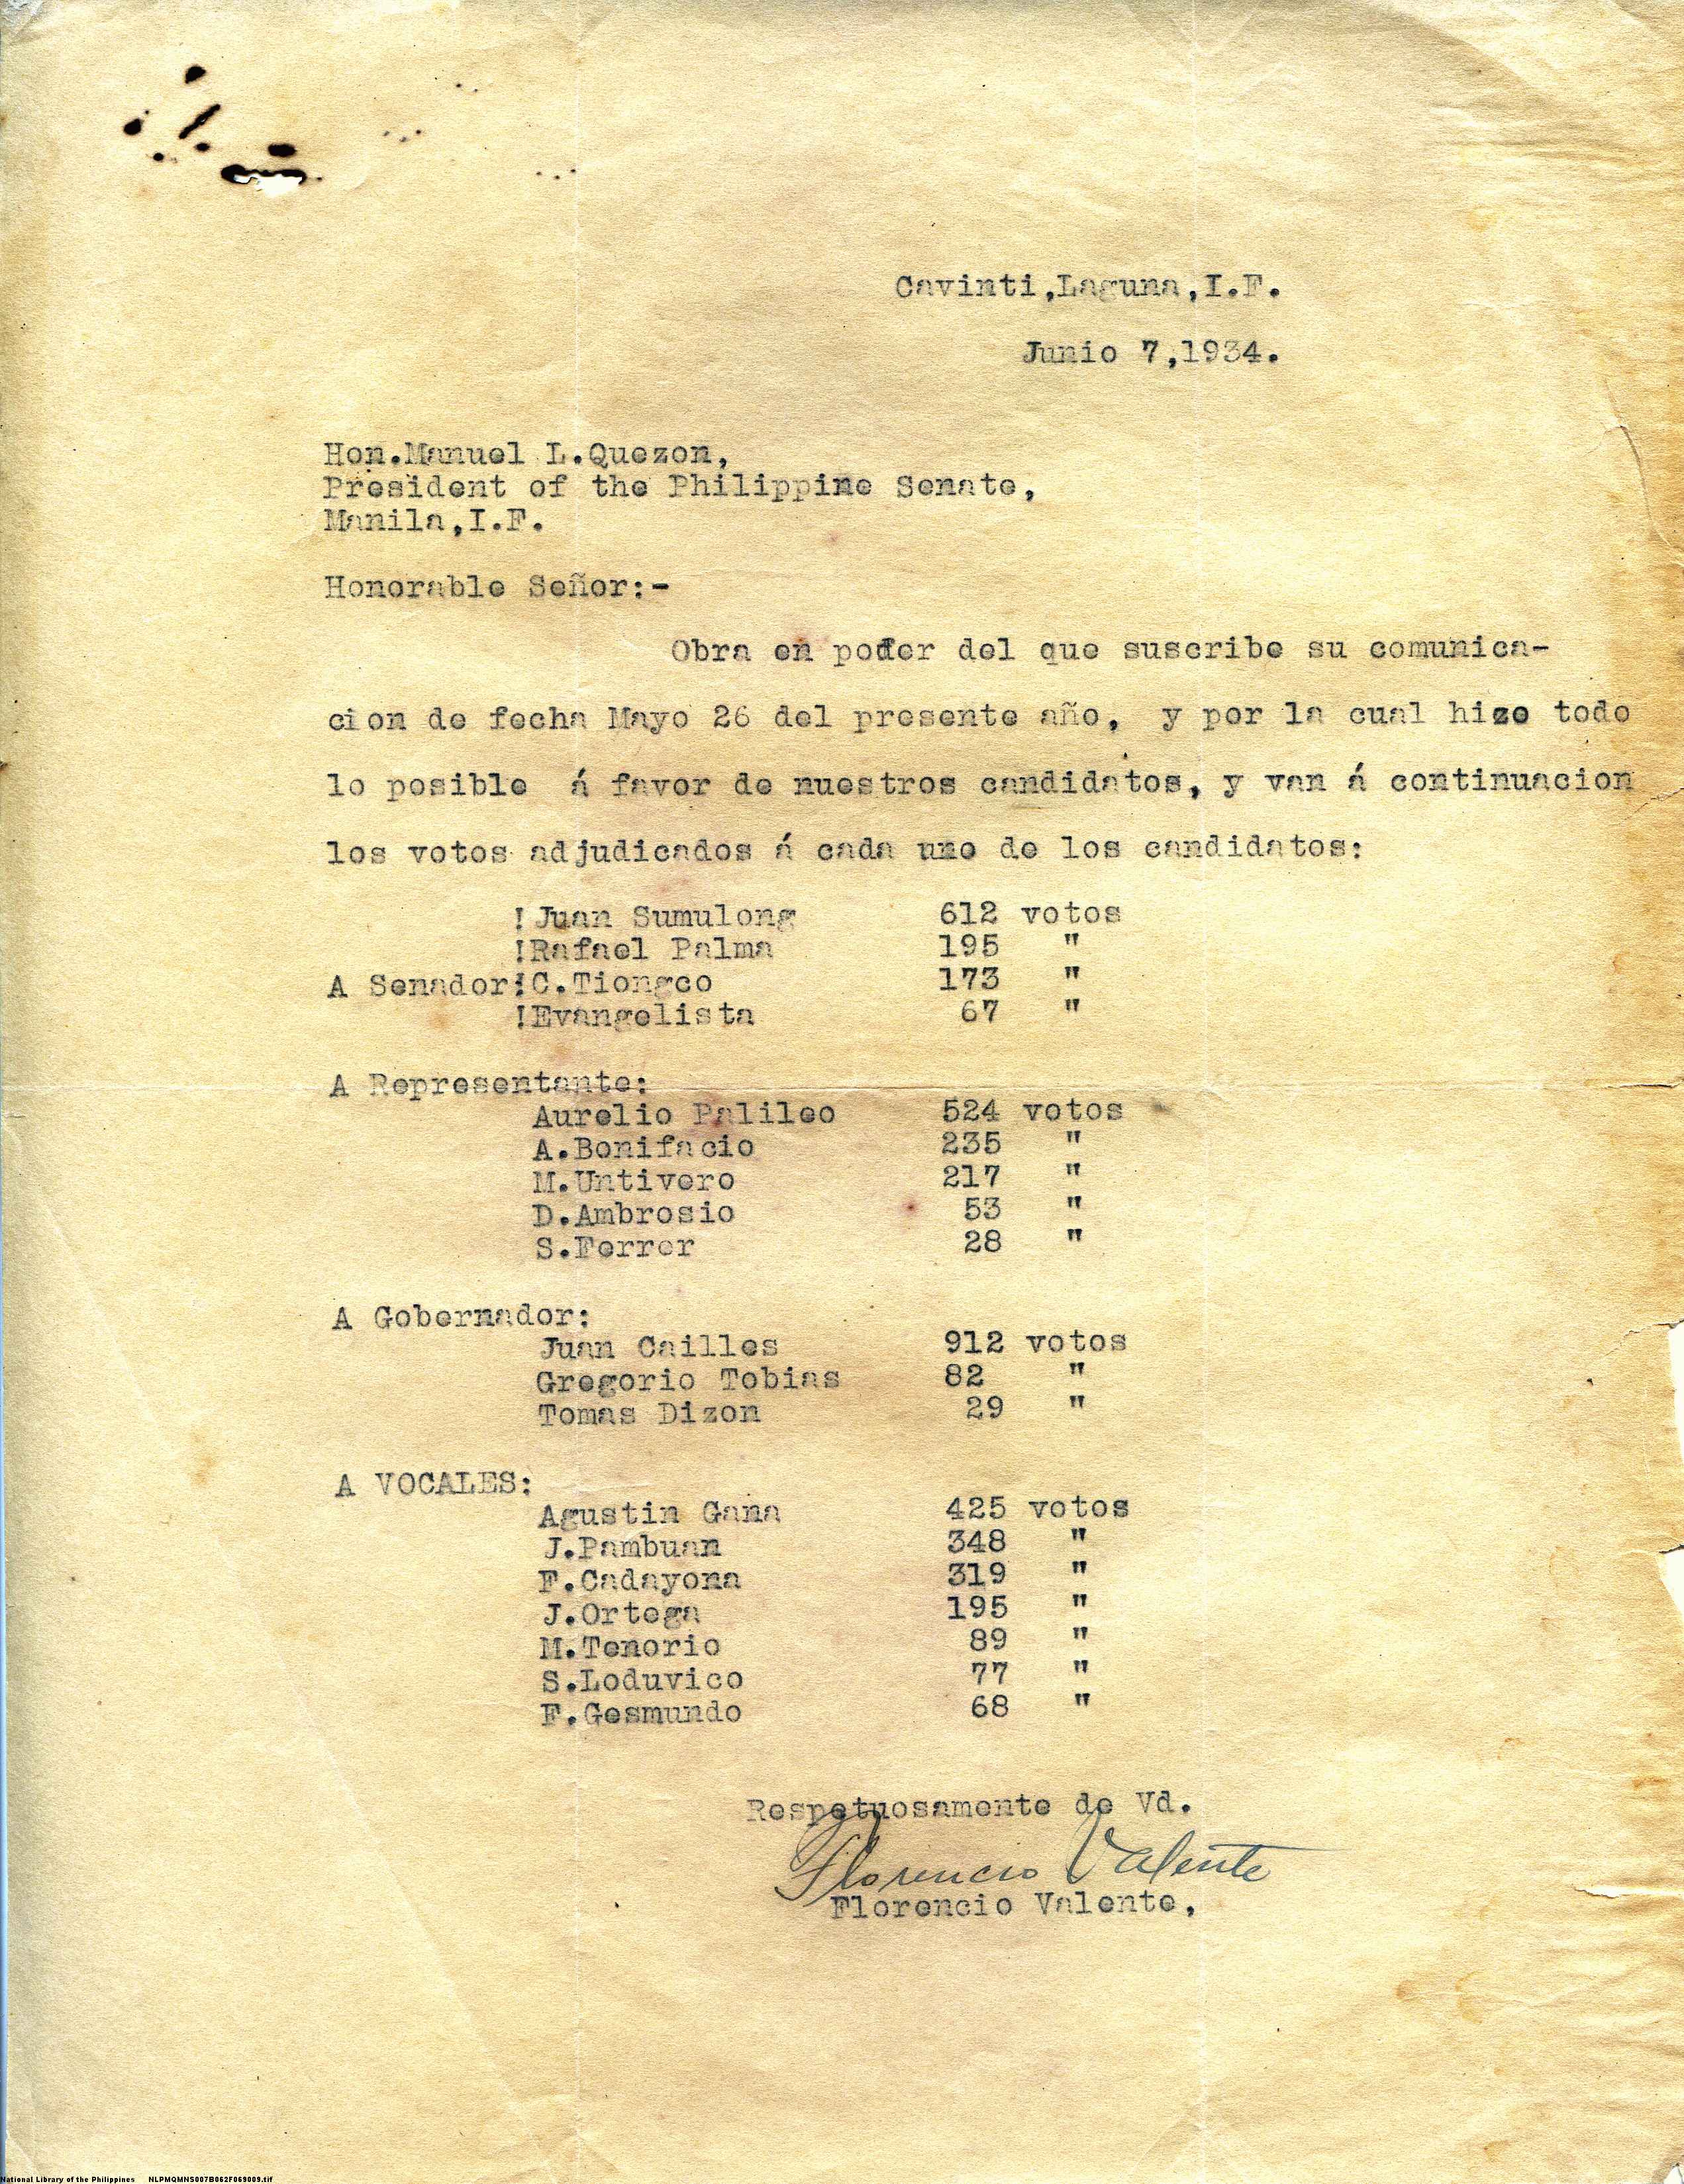 Cavinti,Laguna,I.F.
Junio 7,1934.
Hon.Manuel L.Quezon,
President of the Philippine Senate,
Manila,I.F.
Honorable Señor:-
Obra en poder del que suscribe su comunica-
cion de fecha Mayo 26 del presente año, y por la cual hize todo
lo posible á favor de nuestros candidatos, y van á continuacion
los votos adjudicados á cada uno de los candidatos:
!Juan Sumulong 612 votos
!Rafael Palma 195 "
A Senador!C.Tiongco 173 "
!Evangelista 67 "
A Representante:
Aurelio Palileo 524 votos
A.Bonifacio 235 "
M.Untivero 217 "
D.Ambrosio 53 "
S.Ferrer 28 "
A Gobernador:
Juan Cailles 912 votos
Gregorio Tobias 82 "
Tomas Dizon 29 "
A VOCALES:
Agustin Gana 425 votos
J.Pambuan 348 "
F.Cadayona 319 "
J.Ortega 195 "
M.Tenorio 89 "
S.Loduvico 77 "
F.Gesmundo 68 "
Respetuosamente de Vd.
Florencio Valente
Florencio Valente,
National Library of the Philippines NLPMQMNS007B062F069009.tif